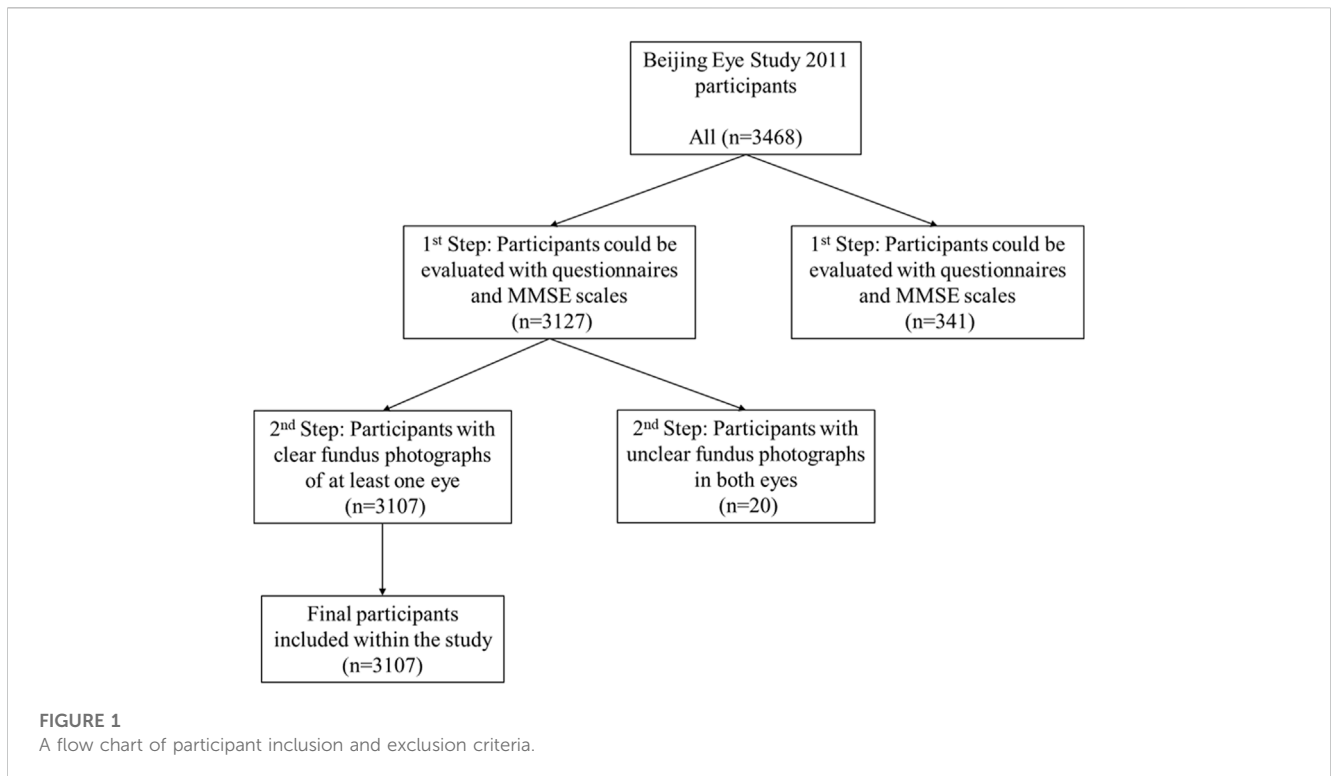 Beijing Eye Study 2011
participants
All (n=3468)
1st Step: Participants could be
evaluated with questionnaires
and MMSE scales
(n=3127)
1st Step: Participants could be
evaluated with questionnaires
and MMSE scales
(n=341)
2nd Step: Participants with
clear fundus photographs
of at least one eye
(n=3107)
2nd Step: Participants with
unclear fundus photographs
in both eyes
(n=20)
Final participants
included within the study
(n=3107)
FIGURE 1
A flow chart of participant inclusion and exclusion criteria.